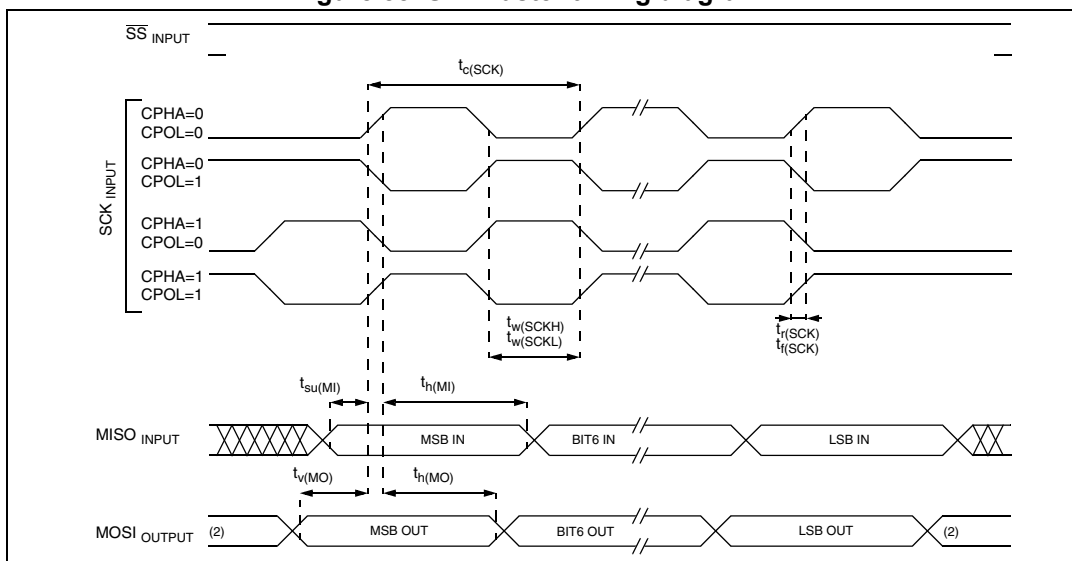 SS INPUT
tc(SCK)
SCK INPUT
CPHA=0
CPOL=0
CPHA=0
CPOL=1
CPHA=1
CPOL=0
CPHA=1
CPOL=1
tw(SCKH)
tw(SCKL)
tr(SCK)
tf(SCK)
tsu(MI)
th(MI)
MISO INPUT
MSB IN
BIT6 IN
LSB IN
tv(MO)
th(MO)
MOSI OUTPUT
(2)
MSB OUT
BIT6 OUT
LSB OUT
(2)